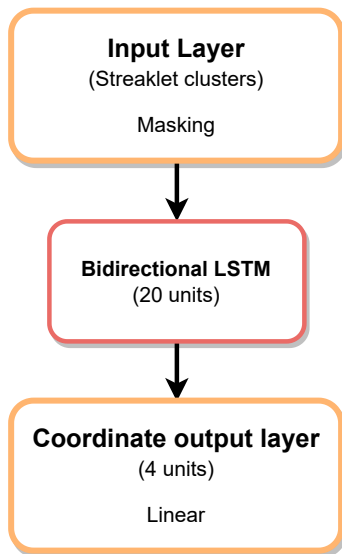 Input Layer
(Streaklet clusters)
Masking
Bidirectional LSTM
(20 units)
Coordinate output layer
(4 units)
Linear